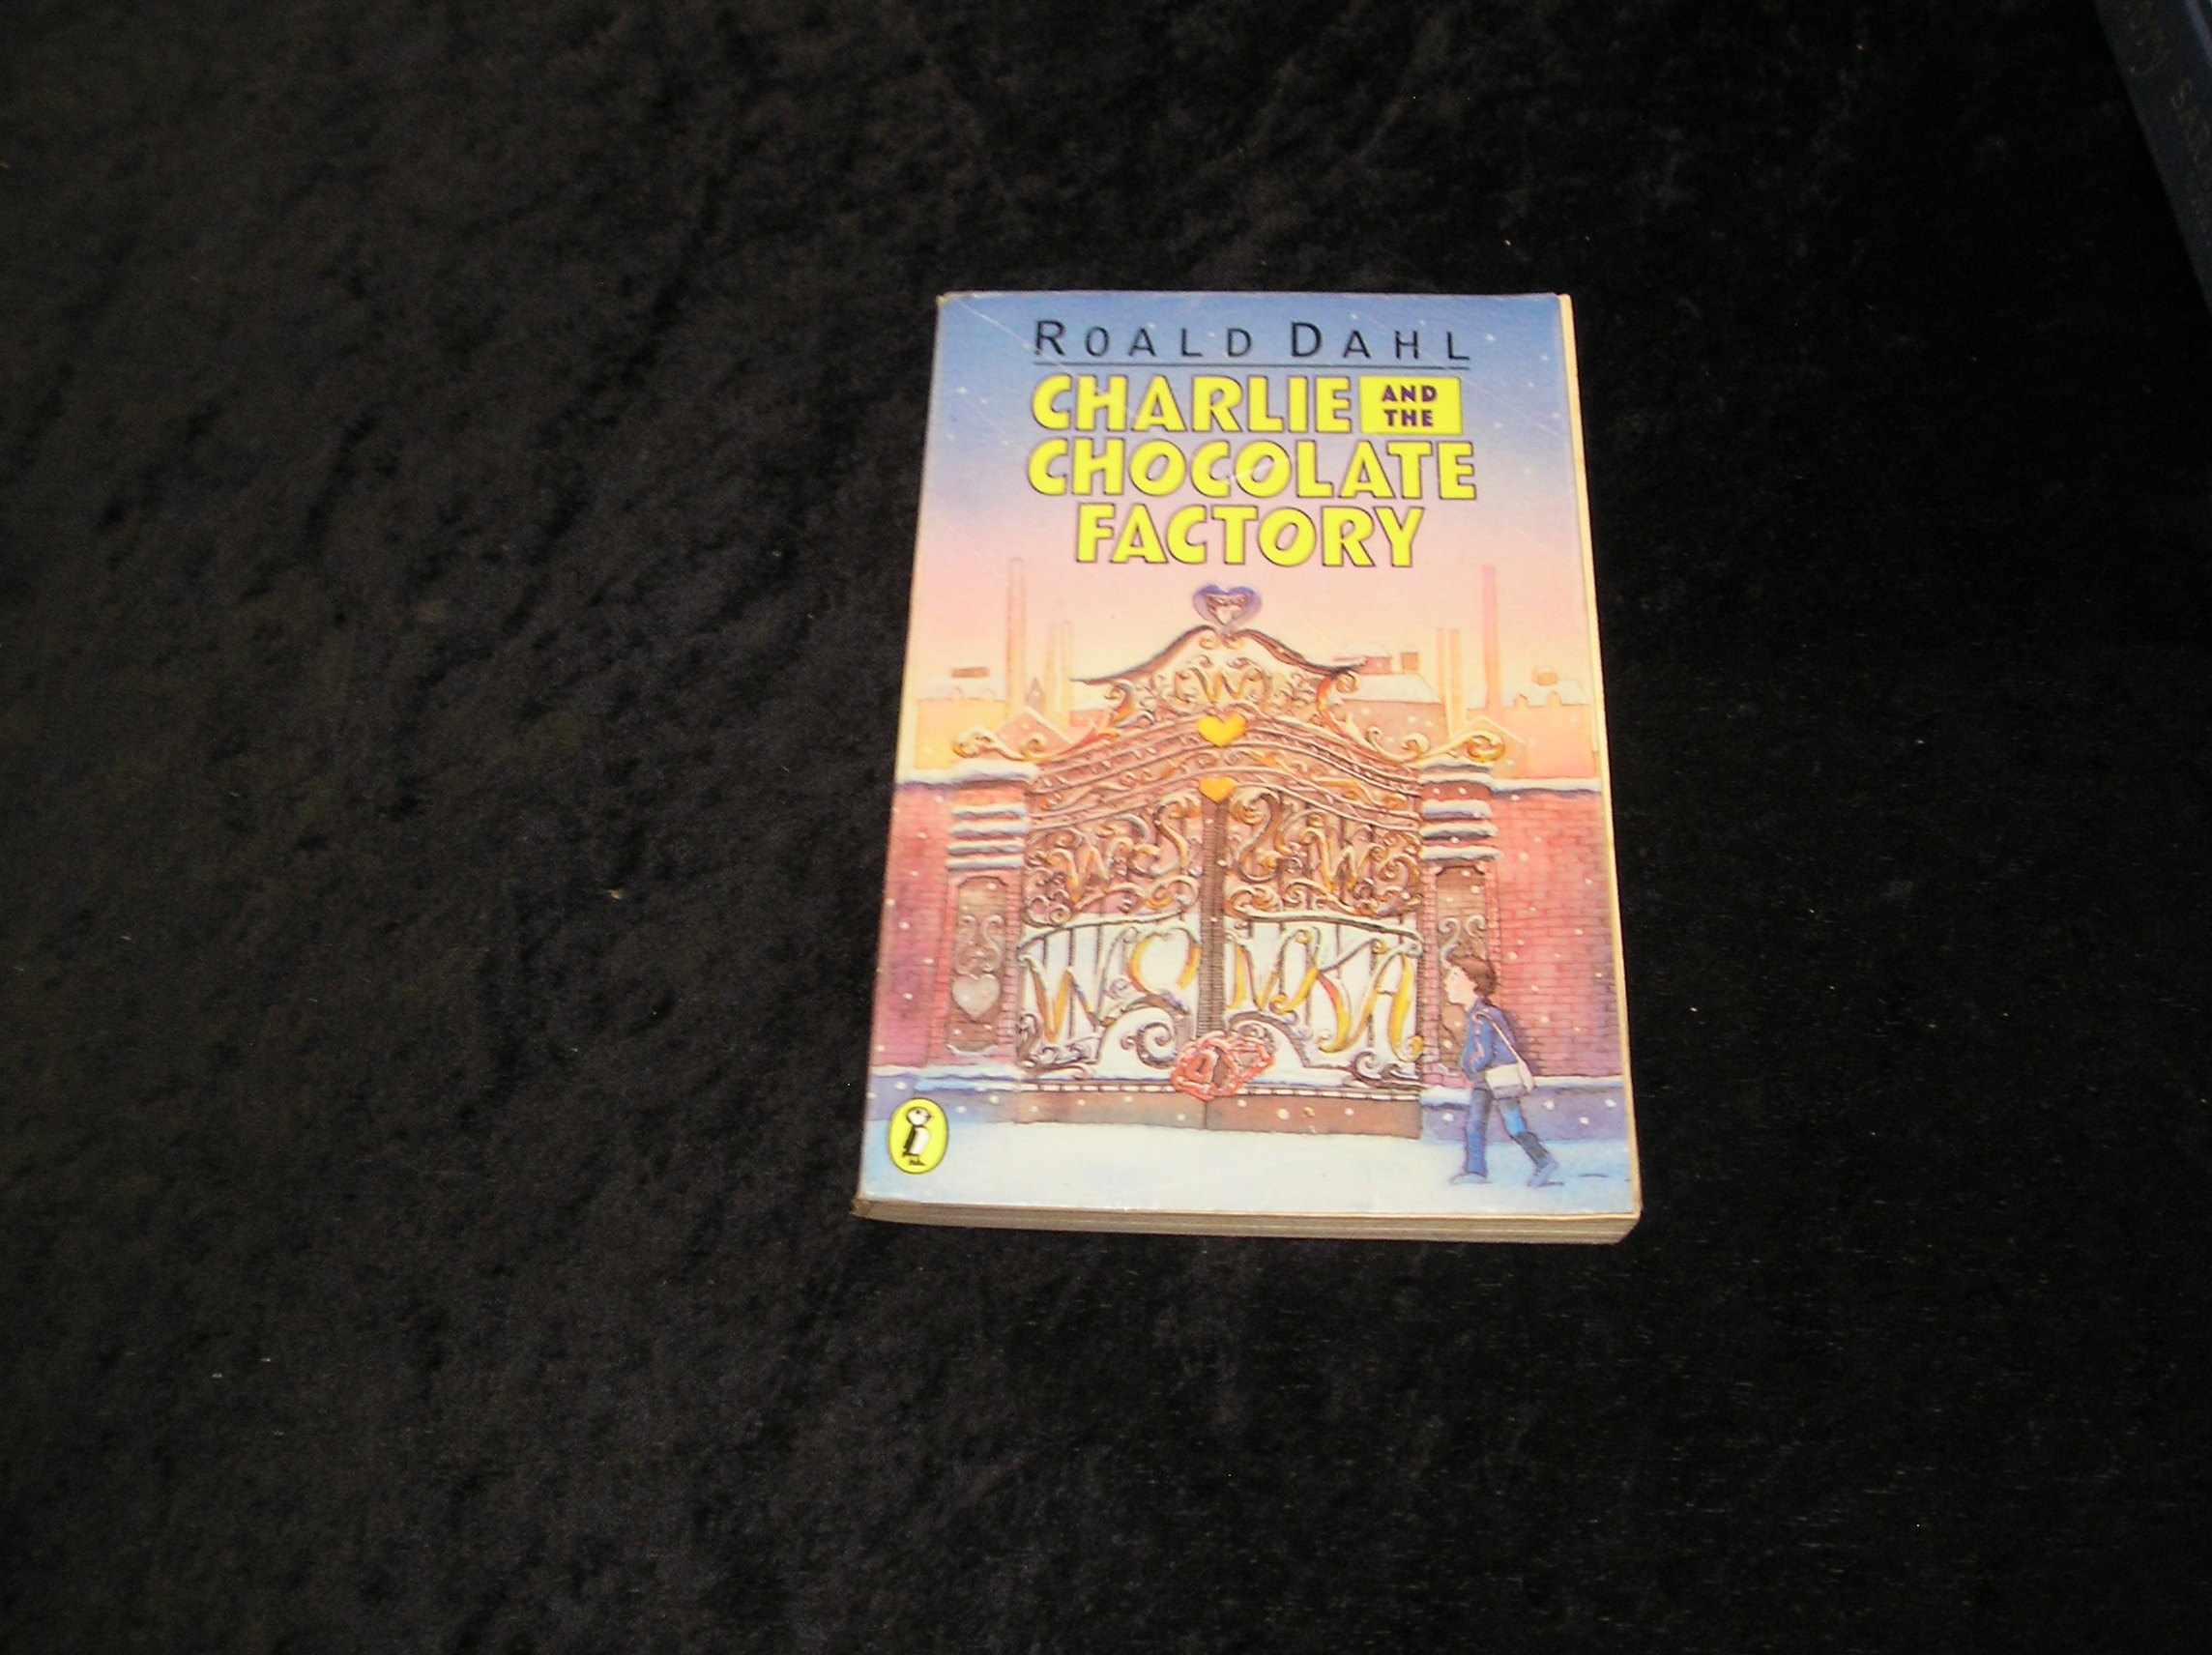 ROALD DAHL
CHARLIE AND THE
CHOCOLATE
FACTORY
W
W W
WONKA